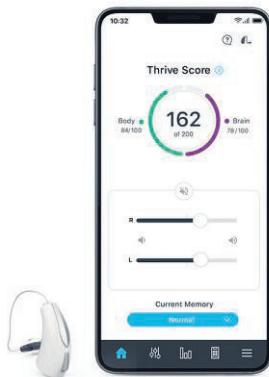 10:32
Thrive Score
Body
84/100
162
of 200
Brain
78/100
R
L
Current Memory
Normal